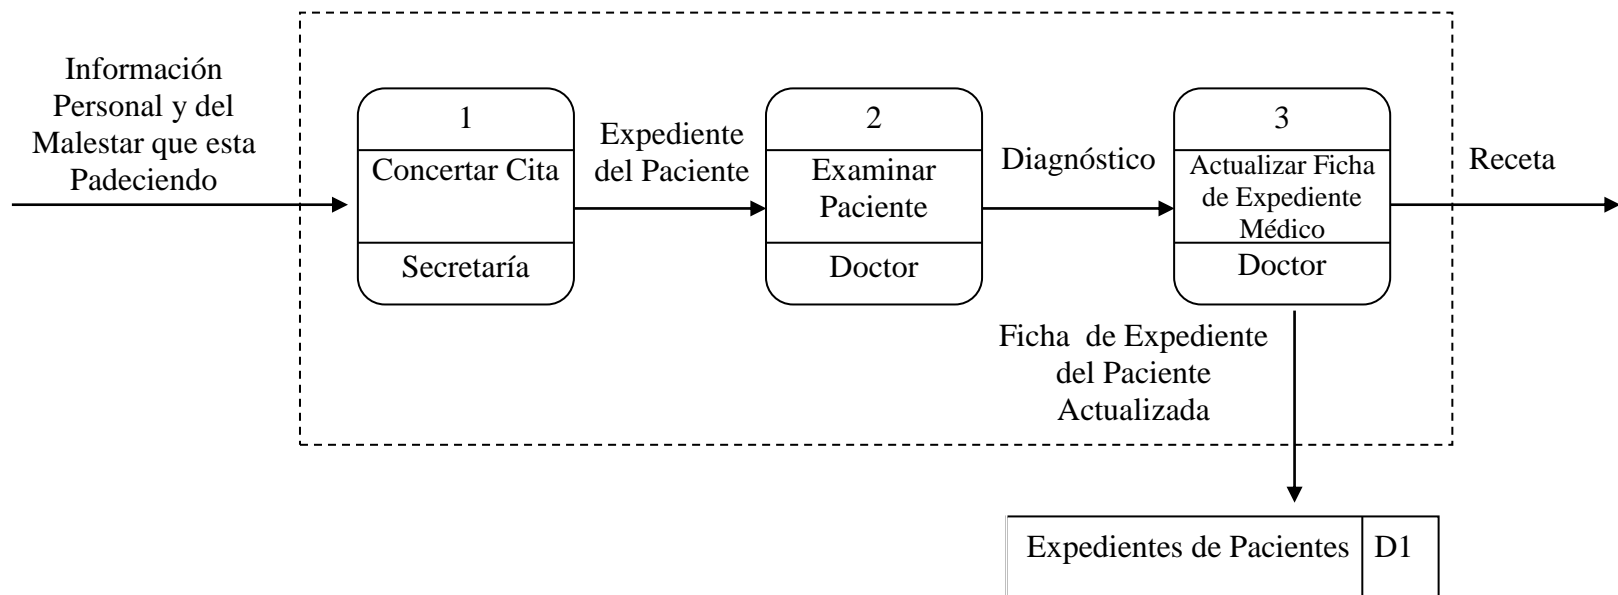 Información
Personal y del
Malestar que esta
Padeciendo
1
Concertar Cita
Secretaría
Expediente
del Paciente
2
Examinar
Paciente
Doctor
Diagnóstico
3
Actualizar Ficha
de Expediente
Médico
Doctor
Receta
Ficha de Expediente
del Paciente
Actualizada
Expedientes de Pacientes D1